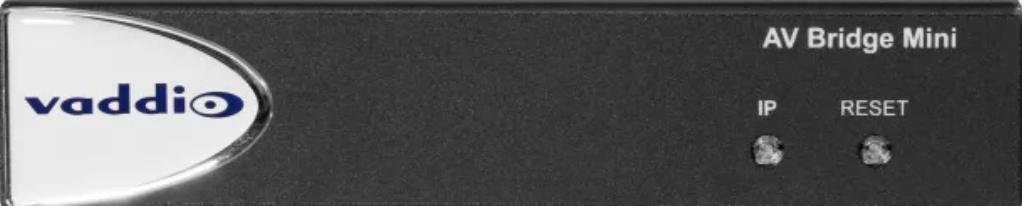 vaddio
AV Bridge Mini
IP RESET